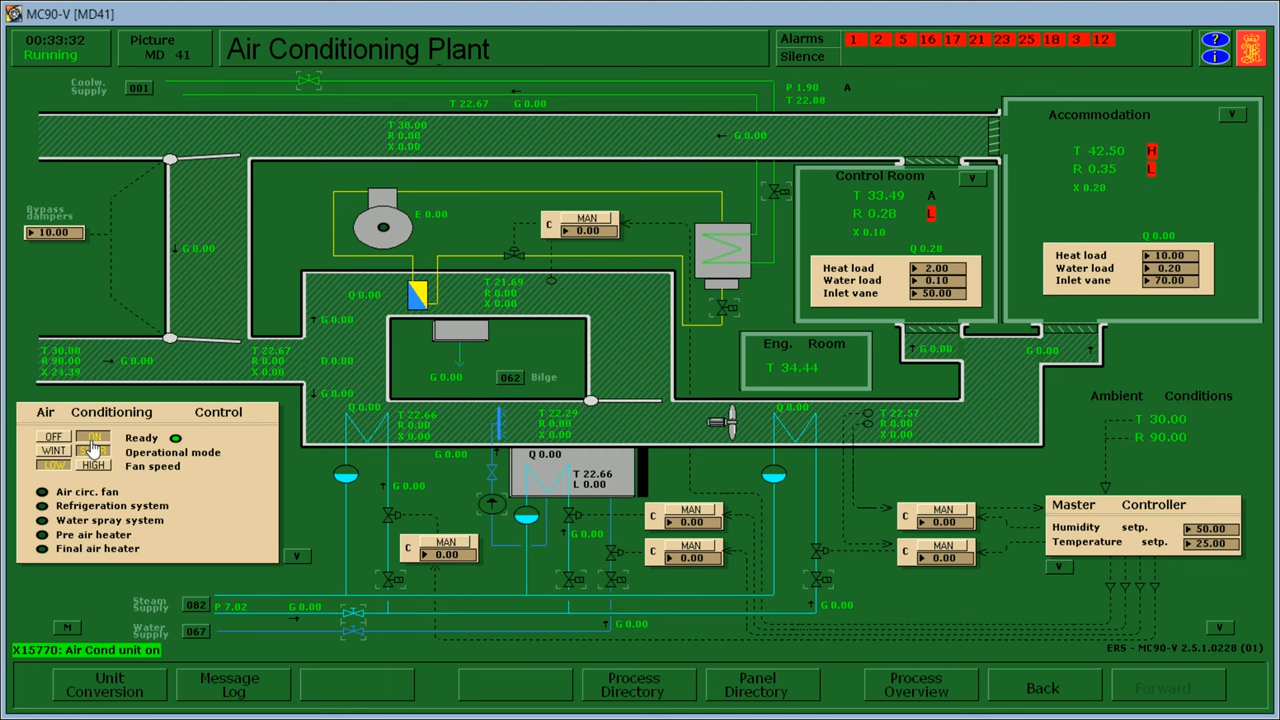 MC90-V [MD41]
00:33:32
Running
Picture
MD 41
Air Conditioning Plant
Alarms
Silence
1 2 5 16 17 21 23 25 18 3 12
?
i
Coolw.
Supply
001
T 22.67 G 0.00
P 1.90 A
T 22.88
T 30.00
R 0.00
X 0.00
G 0.00
Accommodation
V
T 42.50 H
R 0.35 L
X 0.20
Q 0.00
Heat load 10.00
Water load 0.20
Inlet vane 70.00
Control Room
V
T 33.49 A
R 0.28 L
X 0.10
Q 0.28
Heat load 2.00
Water load 0.10
Inlet vane 50.00
Bypass
dampers
10.00
G 0.00
E 0.00
C MAN
0.00
Q 0.00
T 21.69
R 0.00
X 0.00
G 0.00
G 0.00
062 Bilge
Eng. Room
T 34.44
G 0.00
G 0.00
T 30.00
R 90.00
X 24.39
G 0.00
T 22.67
R 0.00
X 0.00
D 0.00
G 0.00
Q 0.00
T 22.66
R 0.00
X 0.00
T 22.29
R 0.00
X 0.00
Q 0.00
T 22.57
R 0.00
X 0.00
G 0.00
Q 0.00
T 22.66
L 0.00
Ambient Conditions
T 30.00
R 90.00
Air Conditioning Control
OFF ON Ready
WINT Operational mode
LOW HIGH Fan speed
Air circ. fan
Refrigeration system
Water spray system
Pre air heater
Final air heater
V
G 0.00
C MAN
0.00
G 0.00
C MAN
0.00
C MAN
0.00
C MAN
0.00
C MAN
0.00
Master Controller
Humidity setp. 50.00
Temperature setp. 25.00
V
Steam
Supply
082
P 7.02 G 0.00
G 0.00
Water
Supply
067
G 0.00
M
V
X15770: Air Cond unit on
ERS - MC90-V 2.5.1.0228 (01)
Unit
Conversion
Message
Log
Process
Directory
Panel
Directory
Process
Overview
Back
Forward